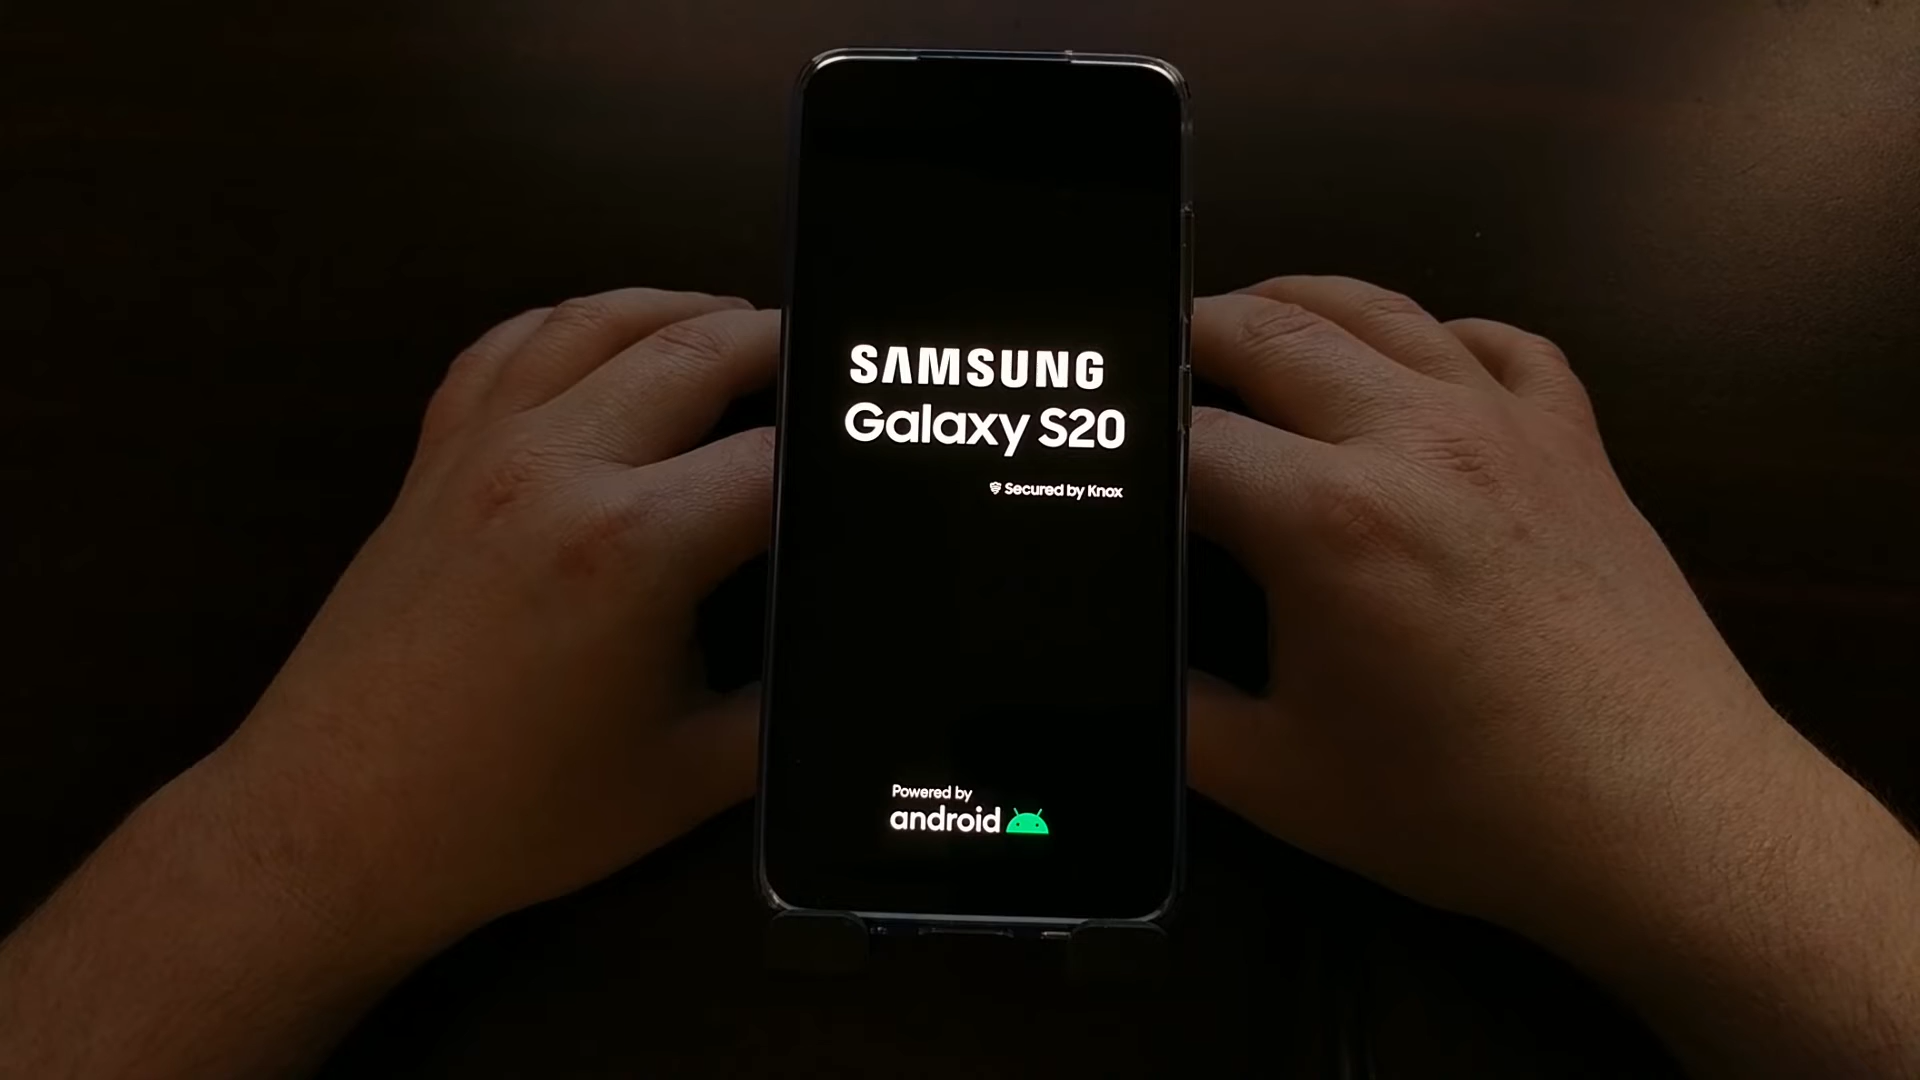 SAMSUNG
Galaxy S20
Secured by Knox
Powered by
android